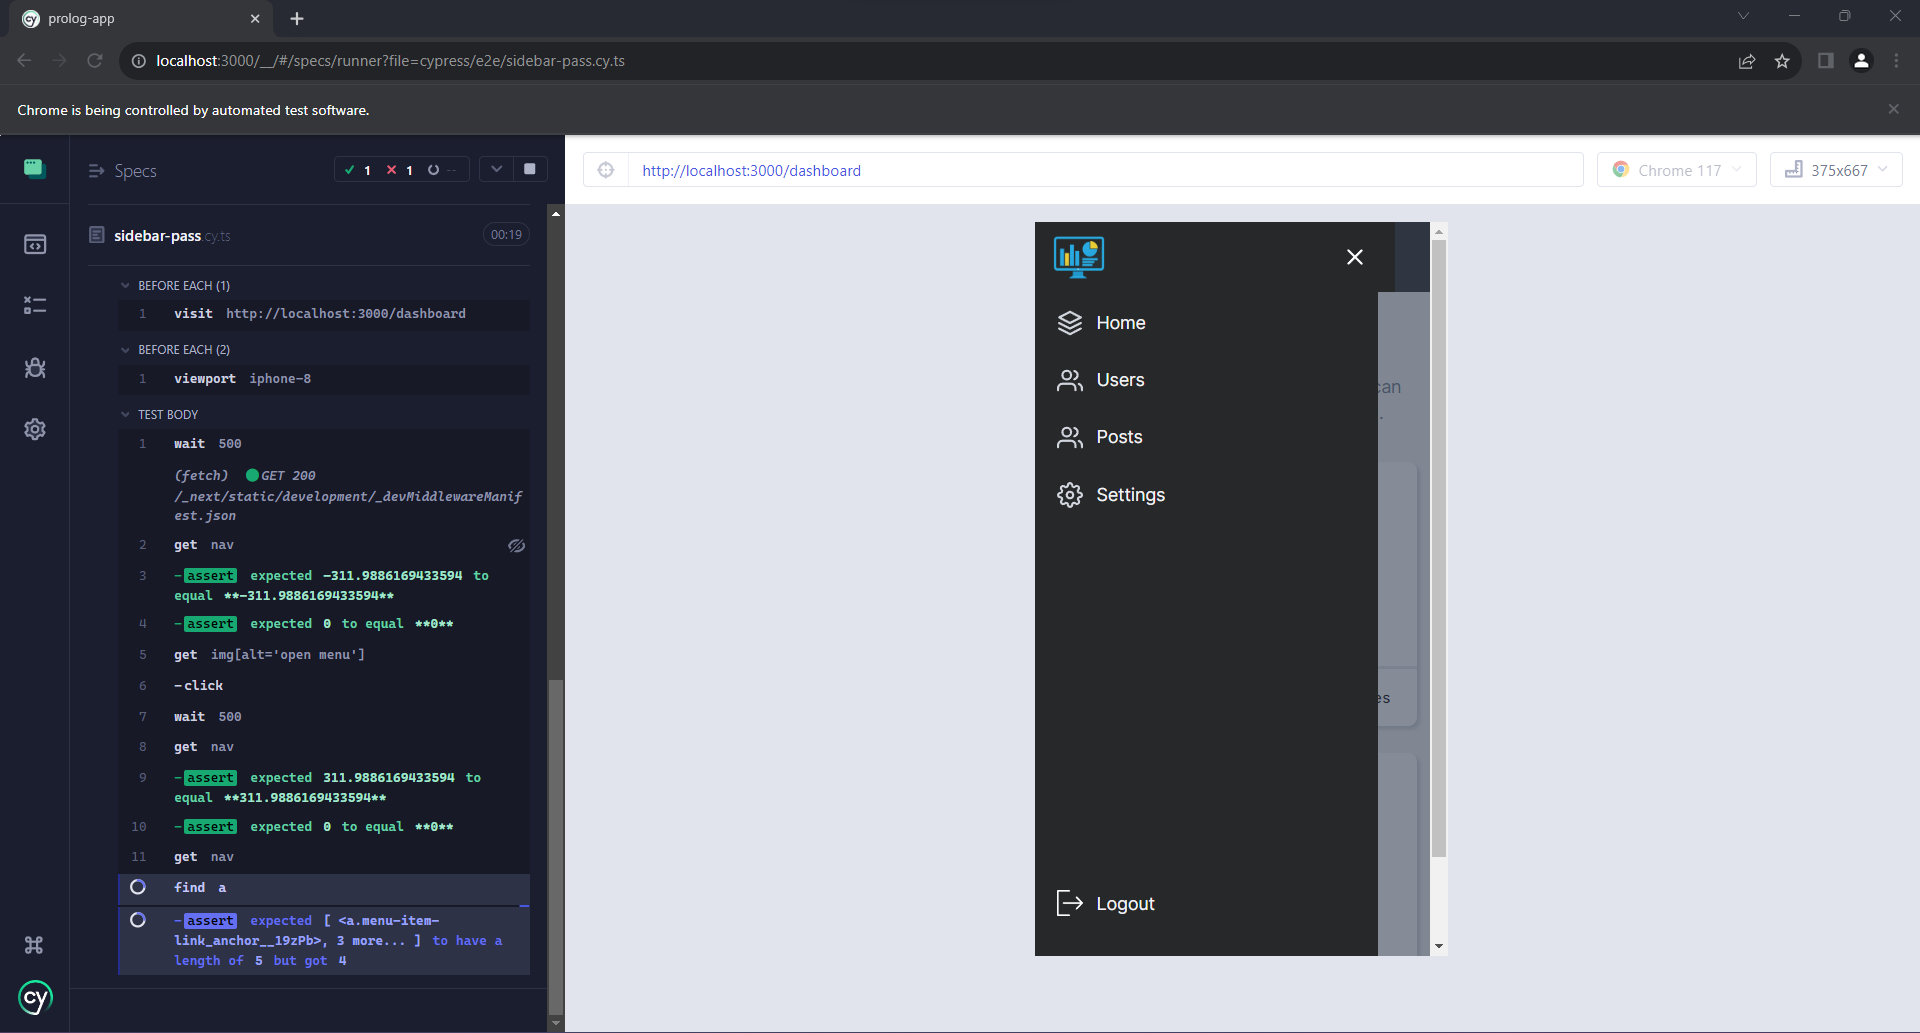 prolog-app
localhost:3000/__/#/specs/runner?file=cypress/e2e/sidebar-pass.cy.ts
Chrome is being controlled by automated test software.
Specs
1 1 --
http://localhost:3000/dashboard
Chrome 117
375x667
sidebar-pass.cy.ts
00:19
BEFORE EACH (1)
1 visit http://localhost:3000/dashboard
BEFORE EACH (2)
1 viewport iphone-8
TEST BODY
1 wait 500
(fetch) GET 200
/_next/static/development/_devMiddlewareManif
est.json
2 get nav
3 -assert expected -311.9886169433594 to
equal **-311.9886169433594**
4 -assert expected 0 to equal **0**
5 get img[alt='open menu']
6 -click
7 wait 500
8 get nav
9 -assert expected 311.9886169433594 to
equal **311.9886169433594**
10 -assert expected 0 to equal **0**
11 get nav
find a
-assert expected [ <a.menu-item-
link_anchor__19zPb>, 3 more... ] to have a
length of 5 but got 4
cy
Home
Users
Posts
Settings
Logout
can
.
es